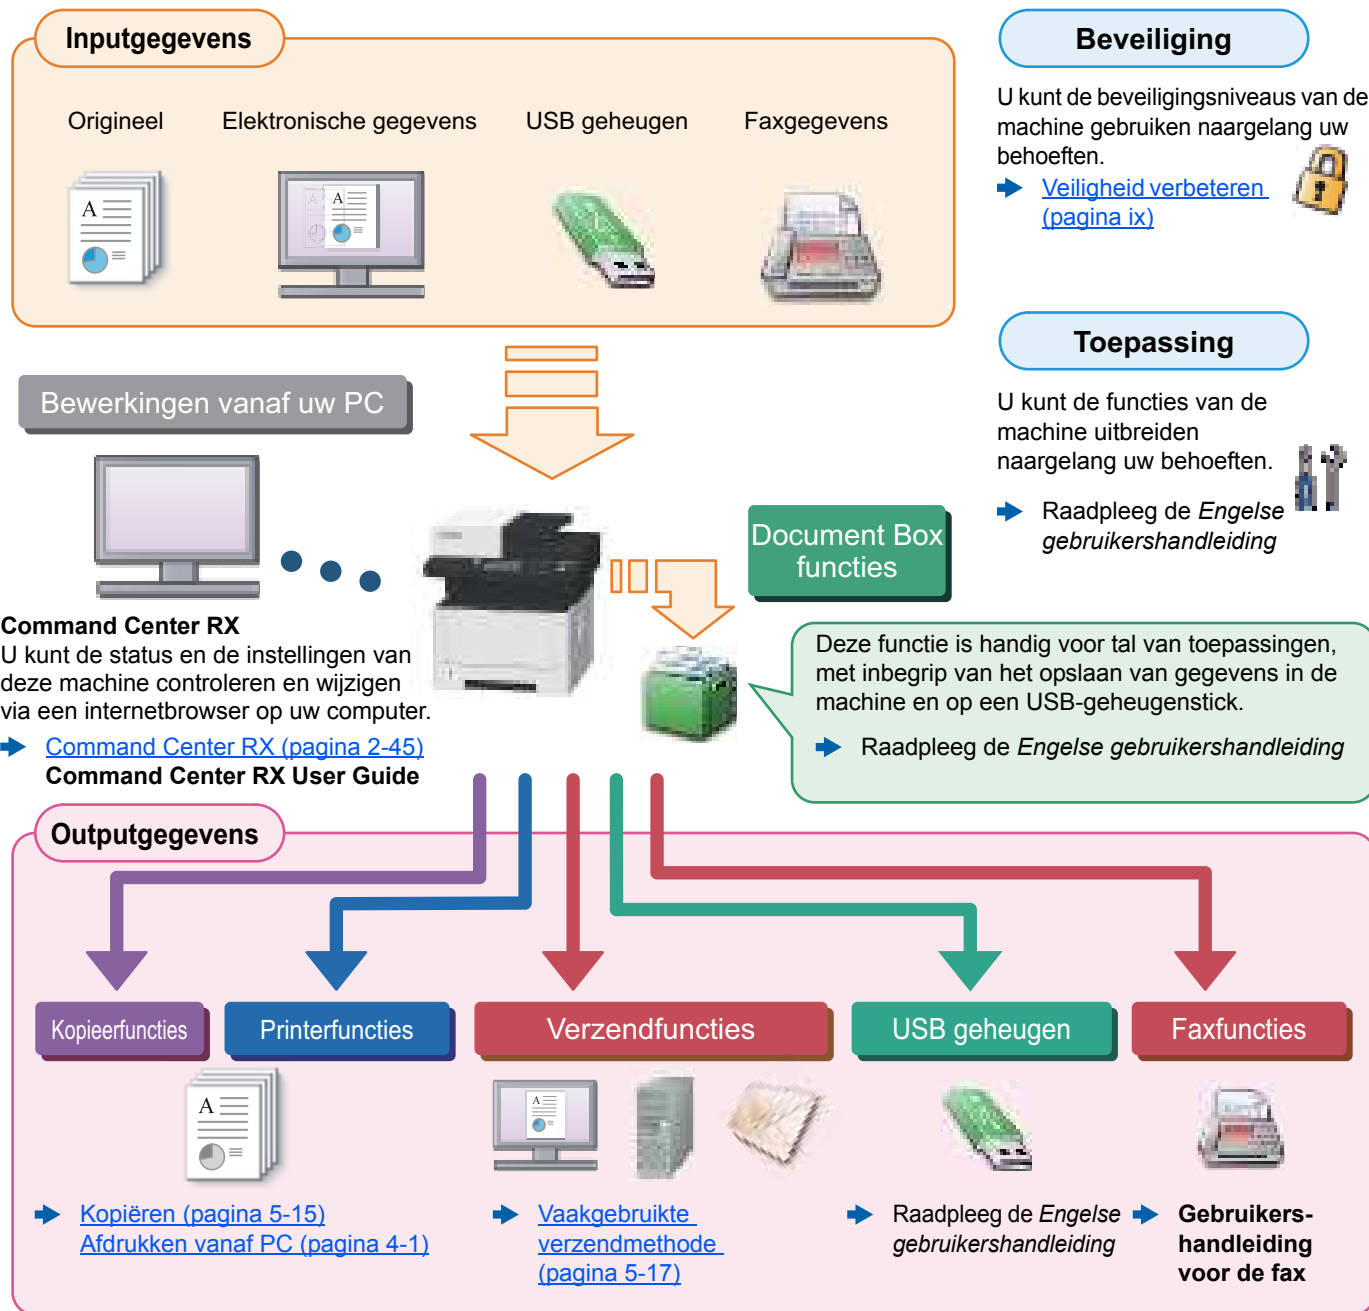 Inputgegevens
Origineel
Elektronische gegevens
USB geheugen
Faxgegevens
Beveiliging
U kunt de beveiligingsniveaus van de
machine gebruiken naargelang uw
behoeften.
Veiligheid verbeteren
(pagina ix)
Toepassing
U kunt de functies van de
machine uitbreiden
naargelang uw behoeften.
Raadpleeg de Engelse
gebruikershandleiding
Bewerkingen vanaf uw PC
Command Center RX
U kunt de status en de instellingen van
deze machine controleren en wijzigen
via een internetbrowser op uw computer.
Command Center RX (pagina 2-45)
Command Center RX User Guide
Document Box
functies
Deze functie is handig voor tal van toepassingen,
met inbegrip van het opslaan van gegevens in de
machine en op een USB-geheugenstick.
Raadpleeg de Engelse gebruikershandleiding
Outputgegevens
Kopieerfuncties
Printerfuncties
Verzendfuncties
USB geheugen
Faxfuncties
Kopiëren (pagina 5-15)
Afdrukken vanaf PC (pagina 4-1)
Vaakgebruikte
verzendmethode
(pagina 5-17)
Raadpleeg de Engelse
gebruikershandleiding
Gebruikers-
handleiding
voor de fax